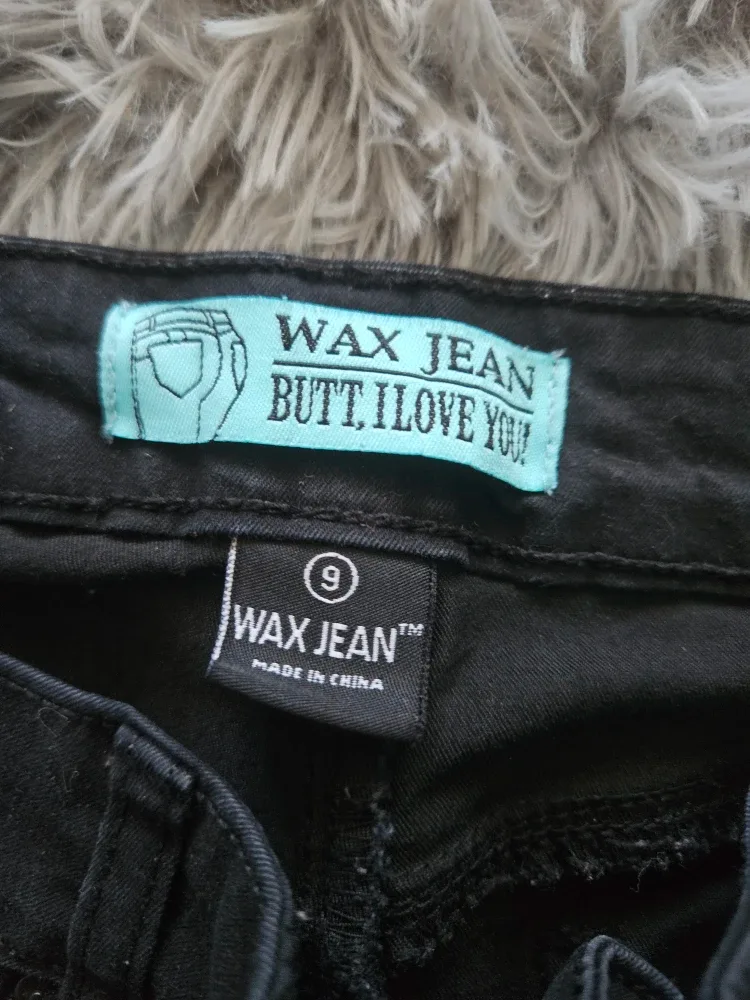 WAX JEAN
BUTT, I LOVE YOU!
9
WAX JEAN™
MADE IN CHINA